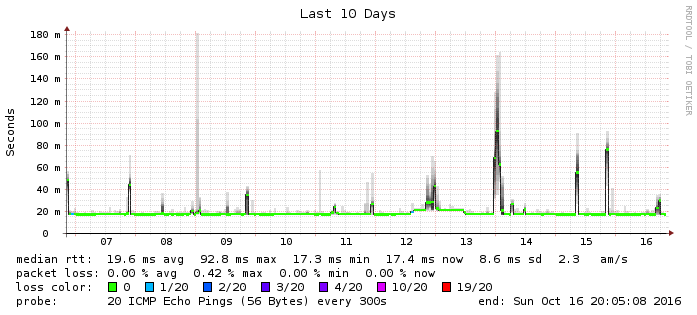 Last 10 Days
RRDTOOL / TOBI OETIKER
Seconds
180 m
160 m
140 m
120 m
100 m
80 m
60 m
40 m
20 m
0
07 08 09 10 11 12 13 14 15 16
median rtt: 19.6 ms avg 92.8 ms max 17.3 ms min 17.4 ms now 8.6 ms sd 2.3 am/s
packet loss: 0.00 % avg 0.42 % max 0.00 % min 0.00 % now
loss color: 0 1/20 2/20 3/20 4/20 10/20 19/20
probe: 20 ICMP Echo Pings (56 Bytes) every 300s end: Sun Oct 16 20:05:08 2016